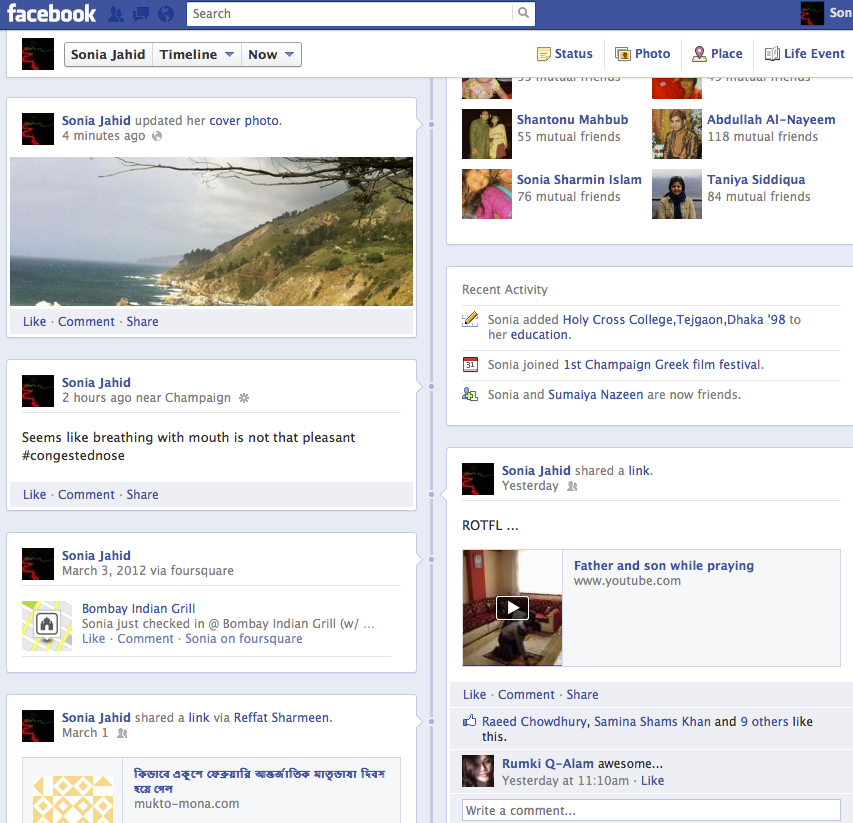 facebook
Search
Son
Sonia Jahid
Timeline
Now
Status
Photo
Place
Life Event
Sonia Jahid updated her cover photo.
4 minutes ago
Like · Comment · Share
Sonia Jahid
2 hours ago near Champaign
Seems like breathing with mouth is not that pleasant
#congestednose
Like · Comment · Share
Sonia Jahid
March 3, 2012 via foursquare
Bombay Indian Grill
Sonia just checked in @ Bombay Indian Grill (w/ ...
Like · Comment · Sonia on foursquare
Sonia Jahid shared a link via Reffat Sharmeen.
March 1
কিভাবে একুশে ফেব্রুয়ারি আন্তর্জাতিক মাতৃভাষা দিবস
হয়ে গেল
mukto-mona.com
mutual friends
mutual friends
Shantonu Mahbub
55 mutual friends
Abdullah Al-Nayeem
118 mutual friends
Sonia Sharmin Islam
76 mutual friends
Taniya Siddiqua
84 mutual friends
Recent Activity
Sonia added Holy Cross College,Tejgaon,Dhaka '98 to
her education.
31
Sonia joined 1st Champaign Greek film festival.
Sonia and Sumaiya Nazeen are now friends.
Sonia Jahid shared a link.
Yesterday
ROTFL ...
Father and son while praying
www.youtube.com
Like · Comment · Share
Raeed Chowdhury, Samina Shams Khan and 9 others like
this.
Rumki Q-Alam awesome...
Yesterday at 11:10am · Like
Write a comment...